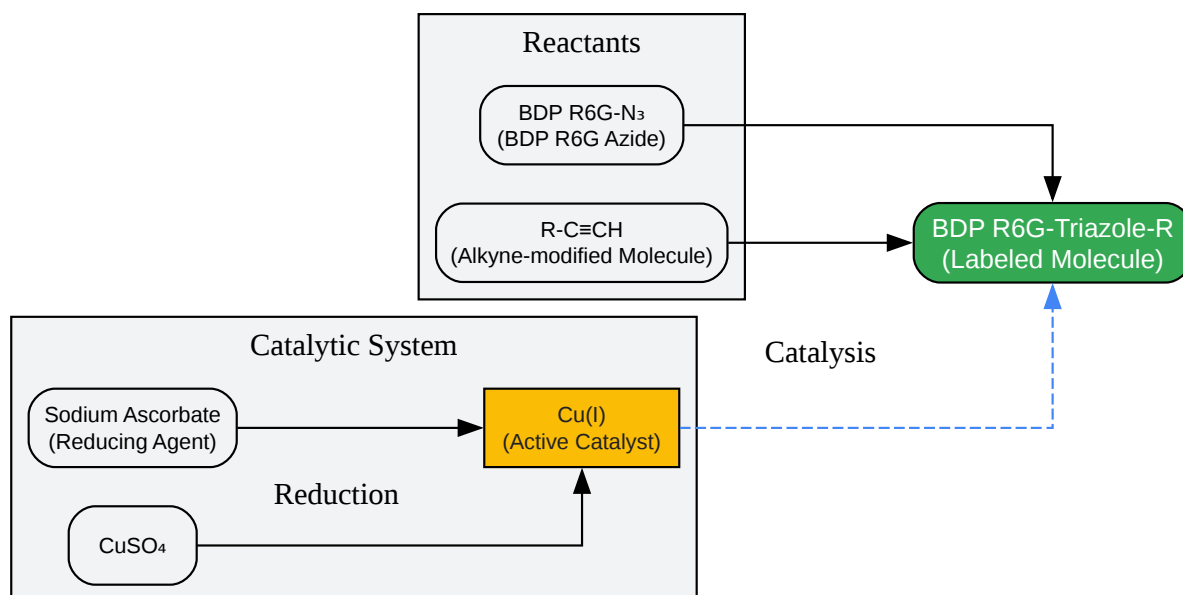 Reactants
BDP R6G-N₃
(BDP R6G Azide)
R-C≡CH
(Alkyne-modified Molecule)
BDP R6G-Triazole-R
(Labeled Molecule)
Catalytic System
Catalysis
Sodium Ascorbate
(Reducing Agent)
Cu(I)
(Active Catalyst)
Reduction
CuSO₄